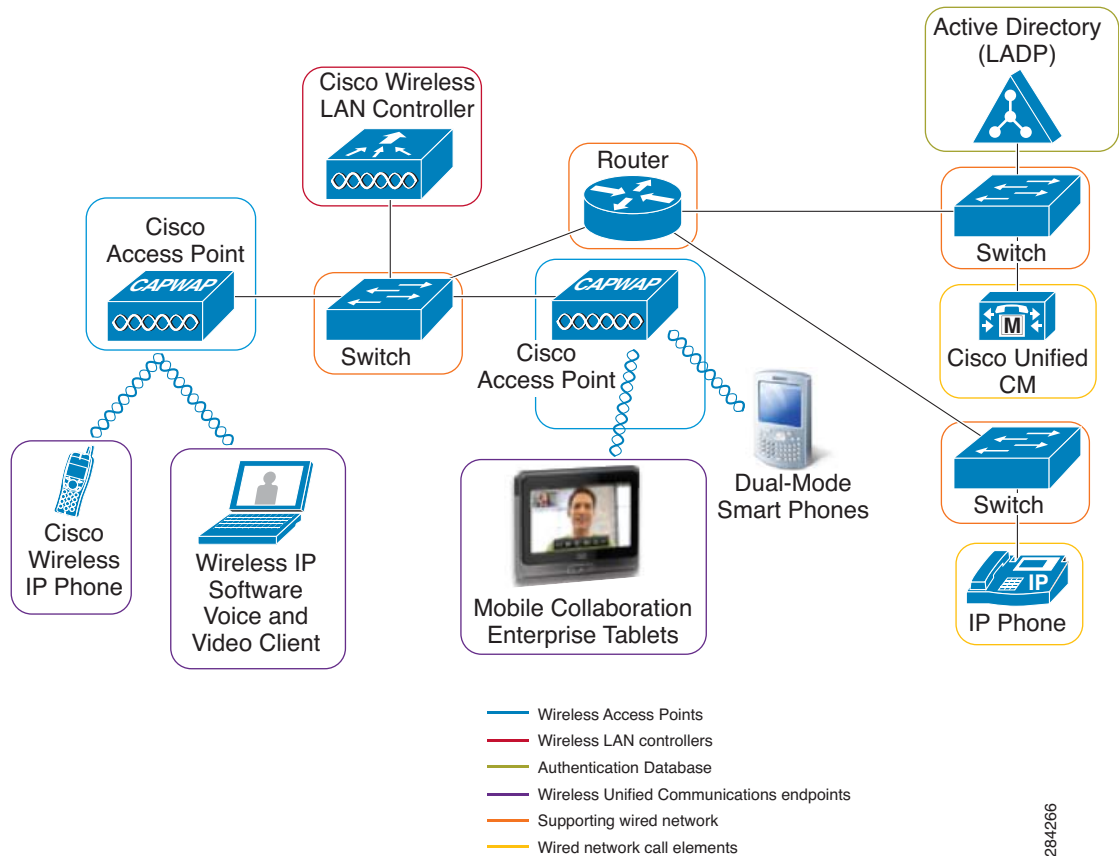 Active Directory
(LADP)
Cisco Wireless
LAN Controller
Router
Cisco
Access Point
CAPWAP
CAPWAP
Switch
Switch
Cisco
Access Point
M
Cisco Unified
CM
Dual-Mode
Smart Phones
Switch
Cisco
Wireless
IP Phone
Wireless IP
Software
Voice and
Video Client
Mobile Collaboration
Enterprise Tablets
IP
IP Phone
Wireless Access Points
Wireless LAN controllers
Authentication Database
Wireless Unified Communications endpoints
Supporting wired network
Wired network call elements
284266